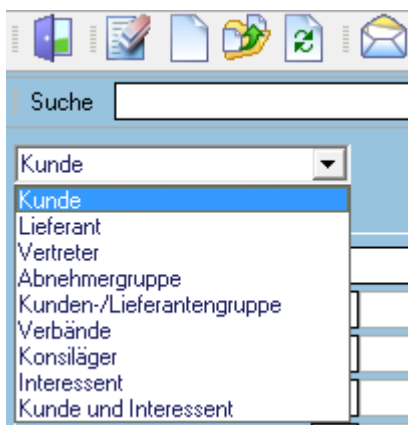 Suche
Kunde
Kunde
Lieferant
Vertreter
Abnehmergruppe
Kunden-/Lieferantengruppe
Verbände
Konsiläger
Interessent
Kunde und Interessent